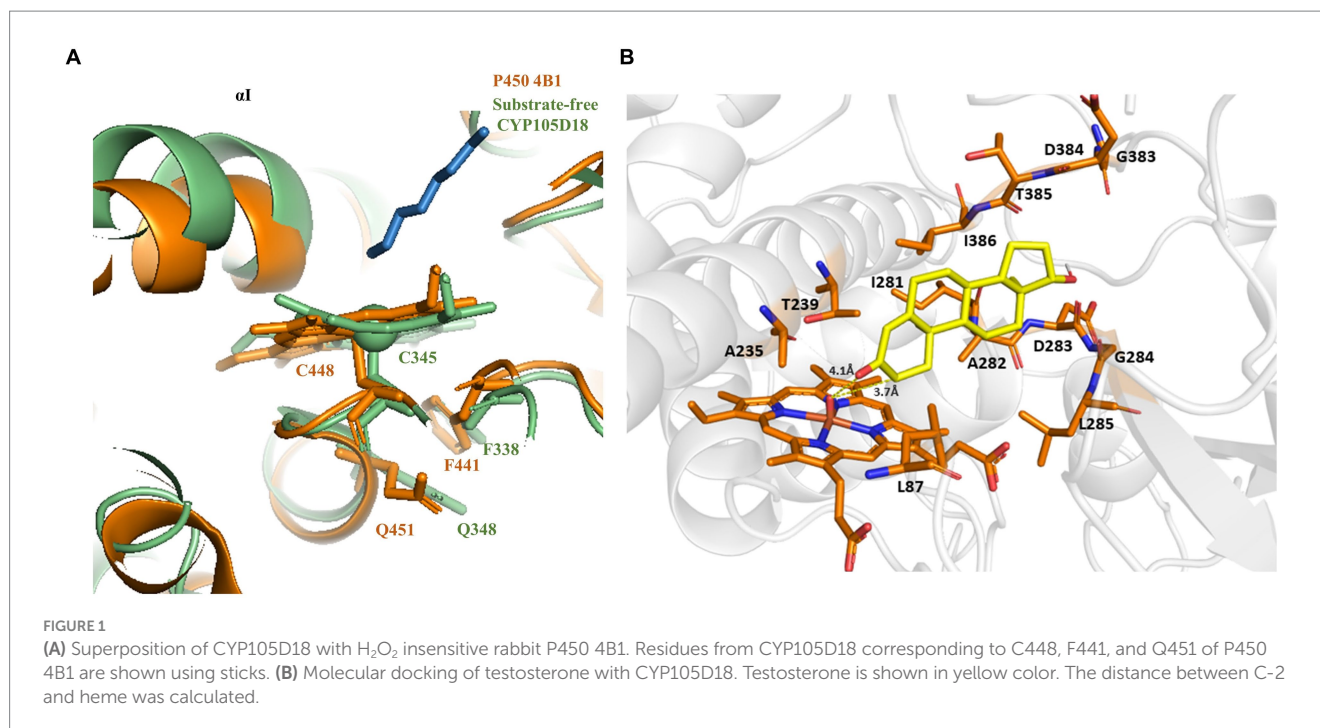 A
αI
P450 4B1
Substrate-free
CYP105D18
C345
C448
F338
F441
Q451
Q348
B
D384
G383
T385
I386
I281
T239
A235
A282
D283
G284
4.1Å
3.7Å
L285
L87
FIGURE 1
(A) Superposition of CYP105D18 with H₂O₂ insensitive rabbit P450 4B1. Residues from CYP105D18 corresponding to C448, F441, and Q451 of P450
4B1 are shown using sticks. (B) Molecular docking of testosterone with CYP105D18. Testosterone is shown in yellow color. The distance between C-2
and heme was calculated.